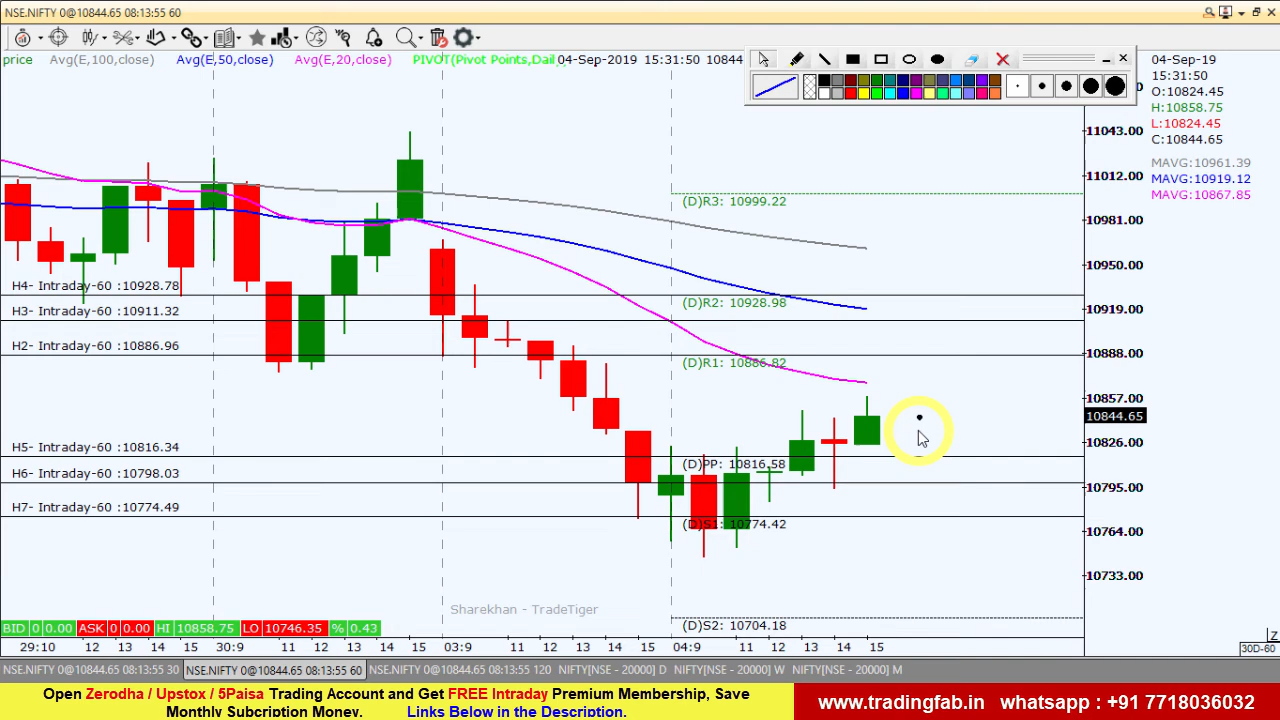 NSE.NIFTY 0@10844.65 08:13:55 60
price Avg(E,100,close) Avg(E,50,close) Avg(E,20,close) PIVOT(Pivot Points,Dail 04-Sep-2019 15:31:50 10844
04-Sep-19
15:31:50
O:10824.45
H:10858.75
L:10824.45
C:10844.65
MAVG:10961.39
MAVG:10919.12
MAVG:10867.85
11043.00
11012.00
10981.00
10950.00
10919.00
10888.00
10857.00
10844.65
10826.00
10795.00
10764.00
10733.00
(D)R3: 10999.22
H4- Intraday-60 :10928.78
(D)R2: 10928.98
H3- Intraday-60 :10911.32
H2- Intraday-60 :10886.96
(D)R1: 10886.82
H5- Intraday-60 :10816.34
(D)PP: 10816.58
H6- Intraday-60 :10798.03
H7- Intraday-60 :10774.49
(D)S1: 10774.42
Sharekhan - TradeTiger
(D)S2: 10704.18
BID 0 0.00 ASK 0 0.00 HI 10858.75 LO 10746.35 % 0.43
Z
29:10 12 13 14 15 30:9 11 12 13 14 15 03:9 11 12 13 14 15 04:9 11 12 13 14 15 30D-60
NSE.NIFTY 0@10844.65 08:13:55 30 NSE.NIFTY 0@10844.65 08:13:55 60 NSE.NIFTY 0@10844.65 08:13:55 120 NIFTY[NSE - 20000] D NIFTY[NSE - 20000] W NIFTY[NSE - 20000] M
Open Zerodha / Upstox / 5Paisa Trading Account and Get FREE Intraday Premium Membership, Save
Monthly Subcription Money. Links Below in the Description.
www.tradingfab.in whatsapp : +91 7718036032